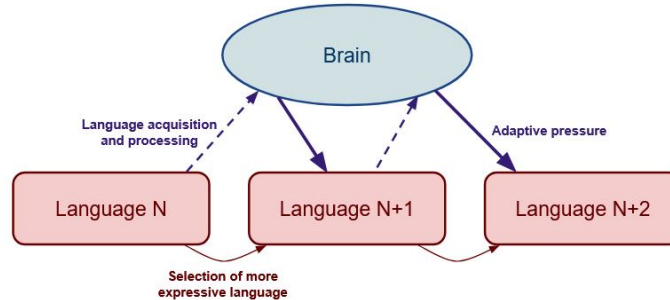 Brain
Language acquisition
and processing
Adaptive pressure
Language N
Language N+1
Language N+2
Selection of more
expressive language